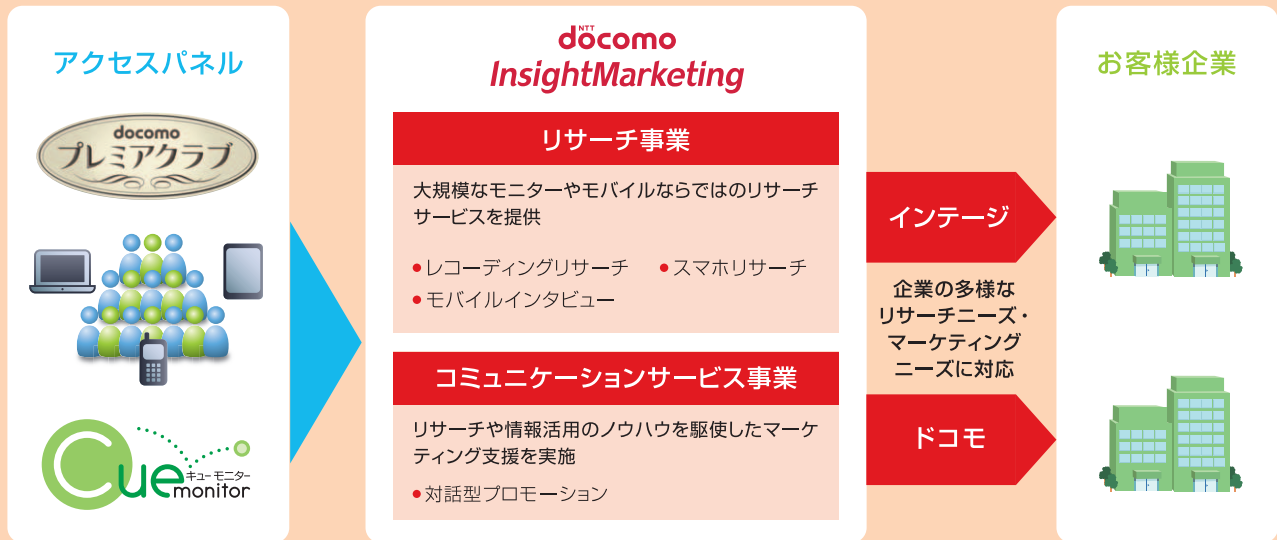 アクセスパネル
docomo
プレミアクラブ
Cue
キューモニター
monitor
NTT
döcomo
InsightMarketing
リサーチ事業
大規模なモニターやモバイルならではのリサーチ
サービスを提供
●レコーディングリサーチ ●スマホリサーチ
●モバイルインタビュー
コミュニケーションサービス事業
リサーチや情報活用のノウハウを駆使したマーケ
ティング支援を実施
●対話型プロモーション
インテージ
企業の多様な
リサーチニーズ・
マーケティング
ニーズに対応
ドコモ
お客様企業